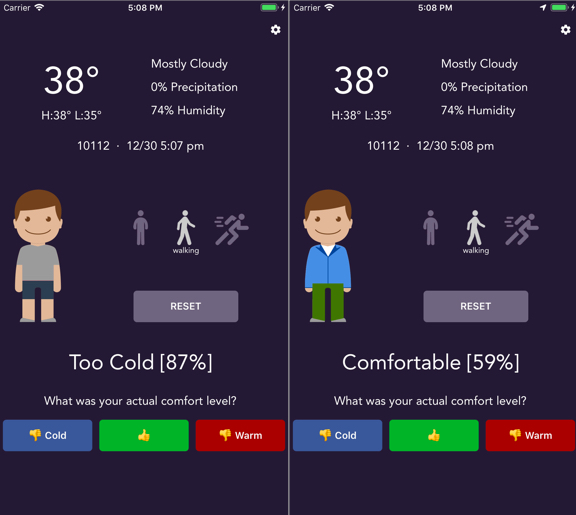 Carrier 5:08 PM
38°
H:38° L:35°
Mostly Cloudy
0% Precipitation
74% Humidity
10112 · 12/30 5:07 pm
walking
RESET
Too Cold [87%]
What was your actual comfort level?
👎 Cold
👍
👎 Warm
Carrier 5:08 PM
38°
H:38° L:35°
Mostly Cloudy
0% Precipitation
74% Humidity
10112 · 12/30 5:08 pm
walking
RESET
Comfortable [59%]
What was your actual comfort level?
👎 Cold
👍
👎 Warm